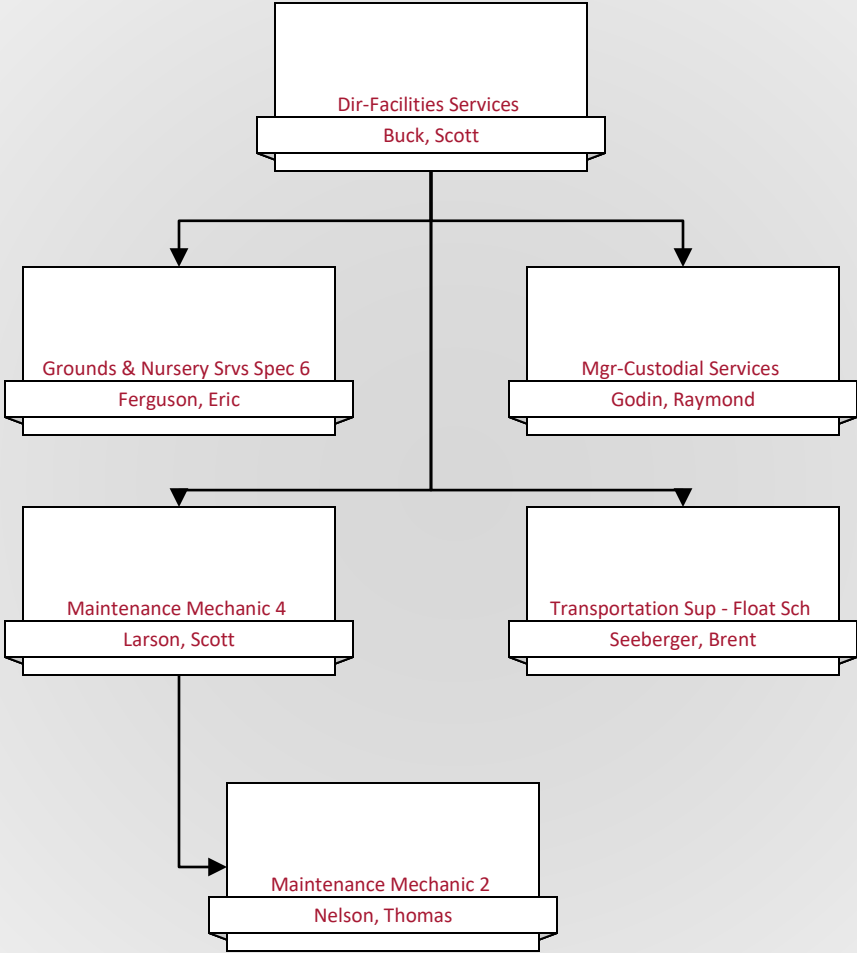 Dir-Facilities Services
Buck, Scott
Grounds & Nursery Srvs Spec 6
Ferguson, Eric
Mgr-Custodial Services
Godin, Raymond
Maintenance Mechanic 4
Larson, Scott
Transportation Sup - Float Sch
Seeberger, Brent
Maintenance Mechanic 2
Nelson, Thomas